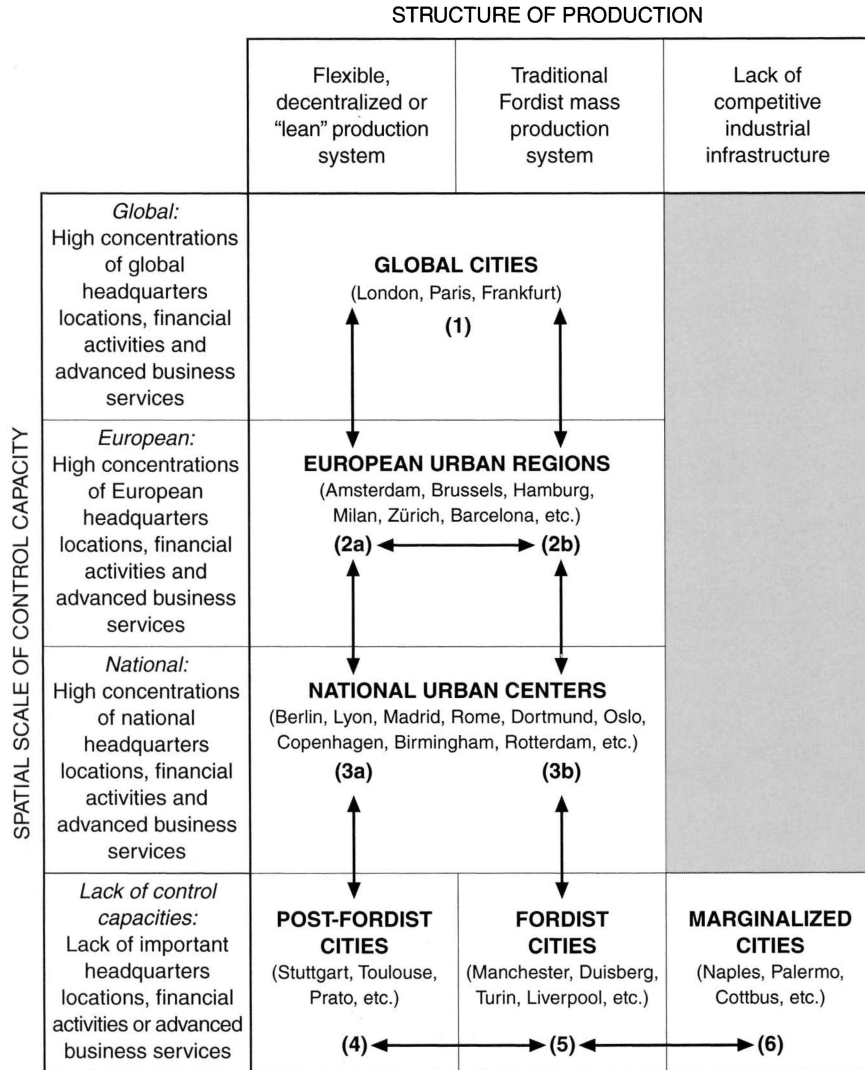 STRUCTURE OF PRODUCTION
Flexible,
decentralized or
“lean” production
system
Traditional
Fordist mass
production
system
Lack of
competitive
industrial
infrastructure
SPATIAL SCALE OF CONTROL CAPACITY
Global:
High concentrations
of global
headquarters
locations, financial
activities and
advanced business
services
GLOBAL CITIES
(London, Paris, Frankfurt)
(1)
European:
High concentrations
of European
headquarters
locations, financial
activities and
advanced business
services
EUROPEAN URBAN REGIONS
(Amsterdam, Brussels, Hamburg,
Milan, Zürich, Barcelona, etc.)
(2a) (2b)
National:
High concentrations
of national
headquarters
locations, financial
activities and
advanced business
services
NATIONAL URBAN CENTERS
(Berlin, Lyon, Madrid, Rome, Dortmund, Oslo,
Copenhagen, Birmingham, Rotterdam, etc.)
(3a) (3b)
Lack of control
capacities:
Lack of important
headquarters
locations, financial
activities or advanced
business services
POST-FORDIST
CITIES
(Stuttgart, Toulouse,
Prato, etc.)
(4)
FORDIST
CITIES
(Manchester, Duisberg,
Turin, Liverpool, etc.)
(5)
MARGINALIZED
CITIES
(Naples, Palermo,
Cottbus, etc.)
(6)